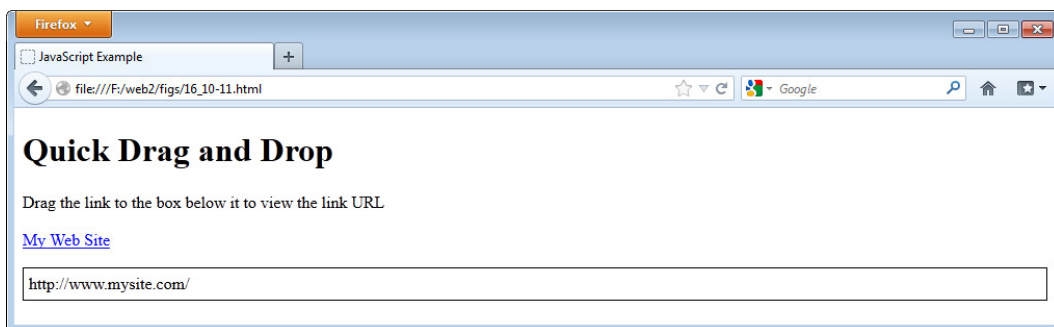 Firefox
JavaScript Example
file:///F:/web2/figs/16_10-11.html
Google
Quick Drag and Drop
Drag the link to the box below it to view the link URL
My Web Site
http://www.mysite.com/